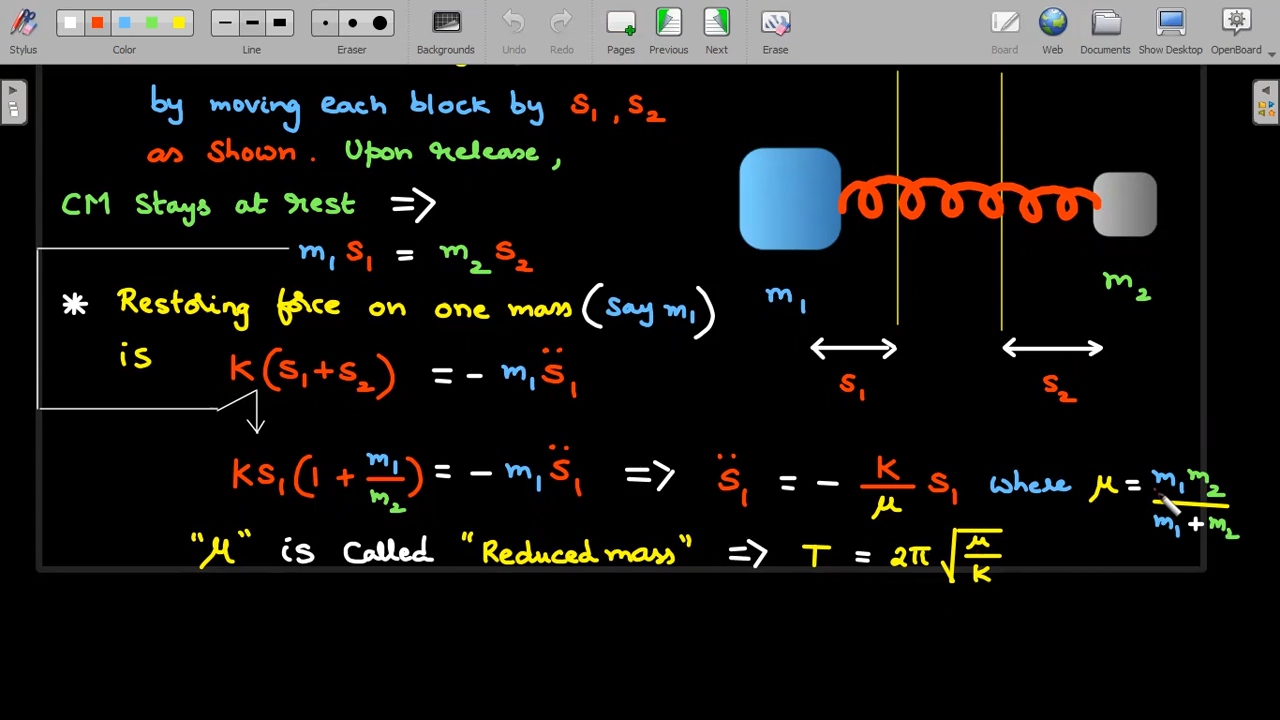 Stylus
Color
Line
Eraser
Backgrounds
Undo
Redo
Pages
Previous
Next
Erase
Board
Web
Documents
Show Desktop
OpenBoard
by moving each block by S₁, S₂
as Shown. Upon release,
CM Stays at rest =>
m₁ S₁ = m₂ S₂
* Restoring force on one mass (Say m₁)
is
K(S₁+S₂) = - m₁ S̈₁
m₁
m₂
S₁
S₂
KS₁(1 + m₁/m₂) = - m₁ S̈₁ => S̈₁ = - K/μ S₁ where μ = m₁m₂/m₁+m₂
"μ" is Called "Reduced mass" => T = 2π√μ/K